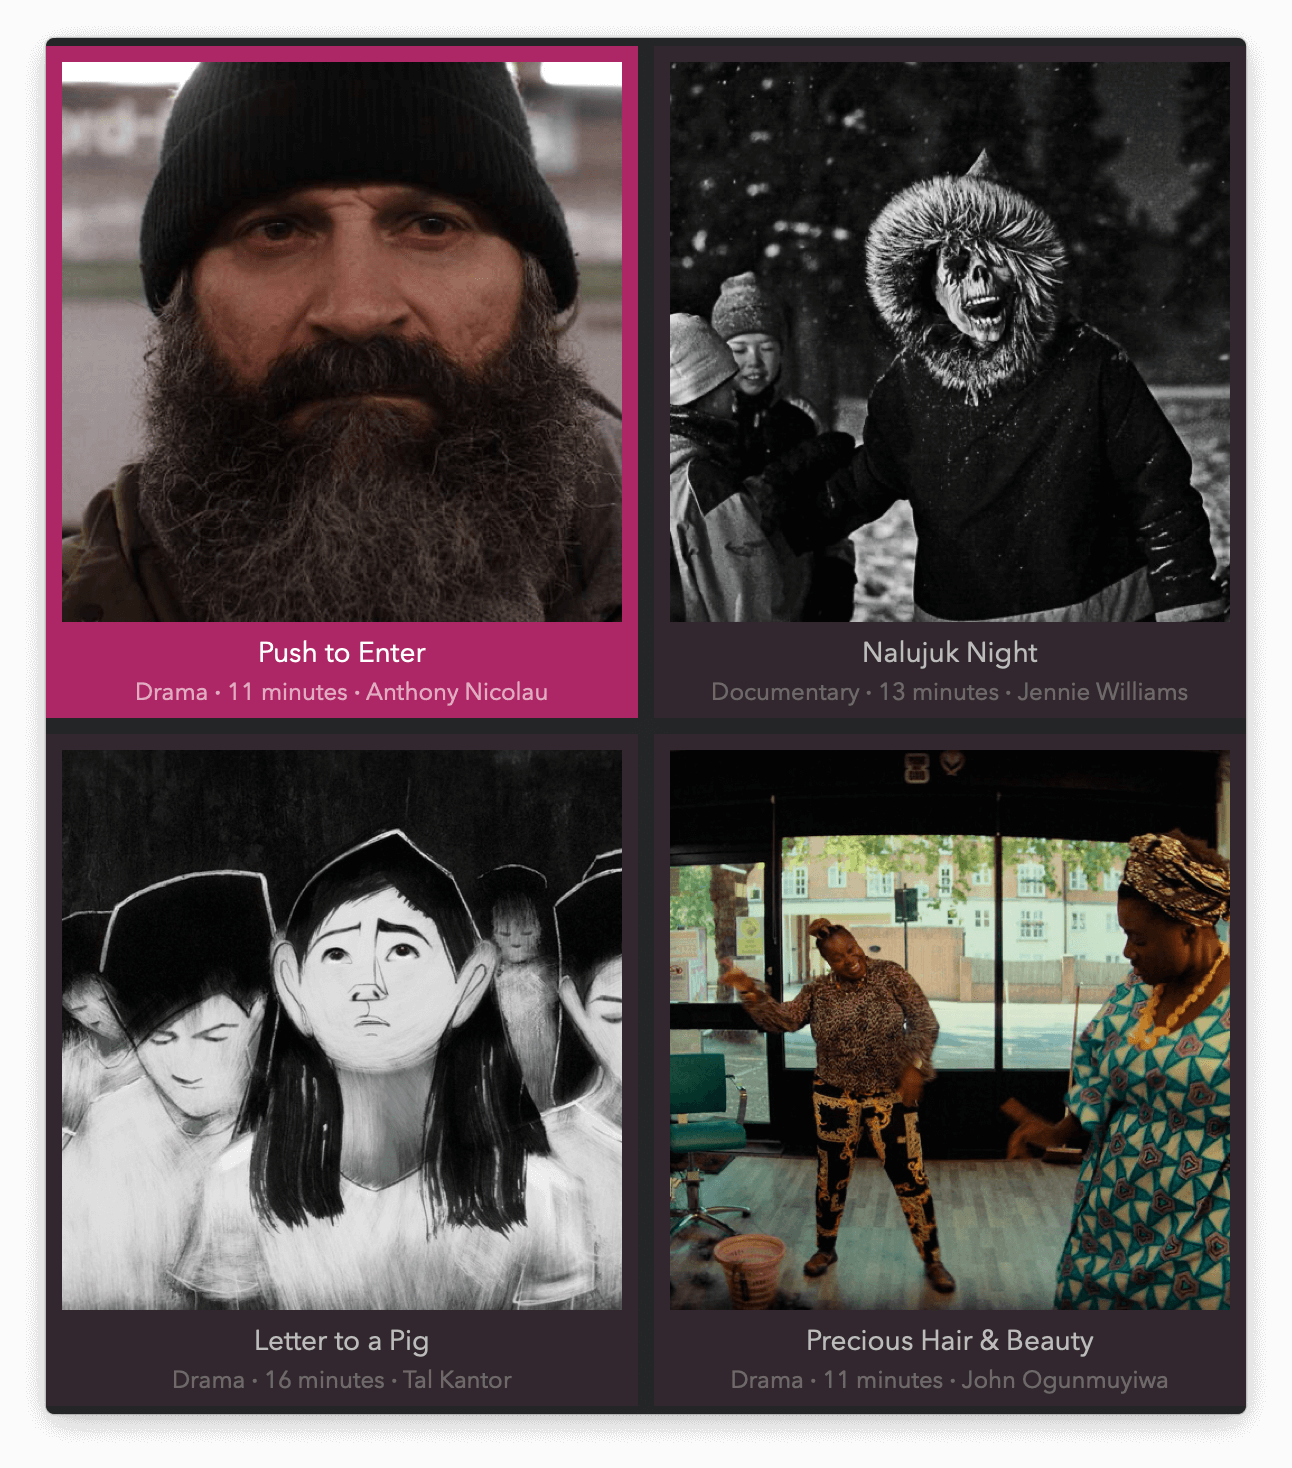 Push to Enter
Drama • 11 minutes • Anthony Nicolau
Nalujuk Night
Documentary • 13 minutes • Jennie Williams
Letter to a Pig
Drama • 16 minutes • Tal Kantor
Precious Hair & Beauty
Drama • 11 minutes • John Ogunmuyiwa